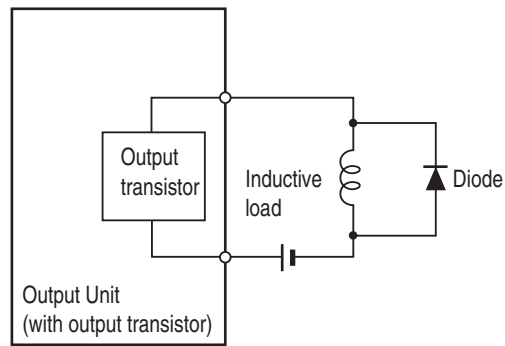 Output
transistor
Inductive
load
Diode
Output Unit
(with output transistor)